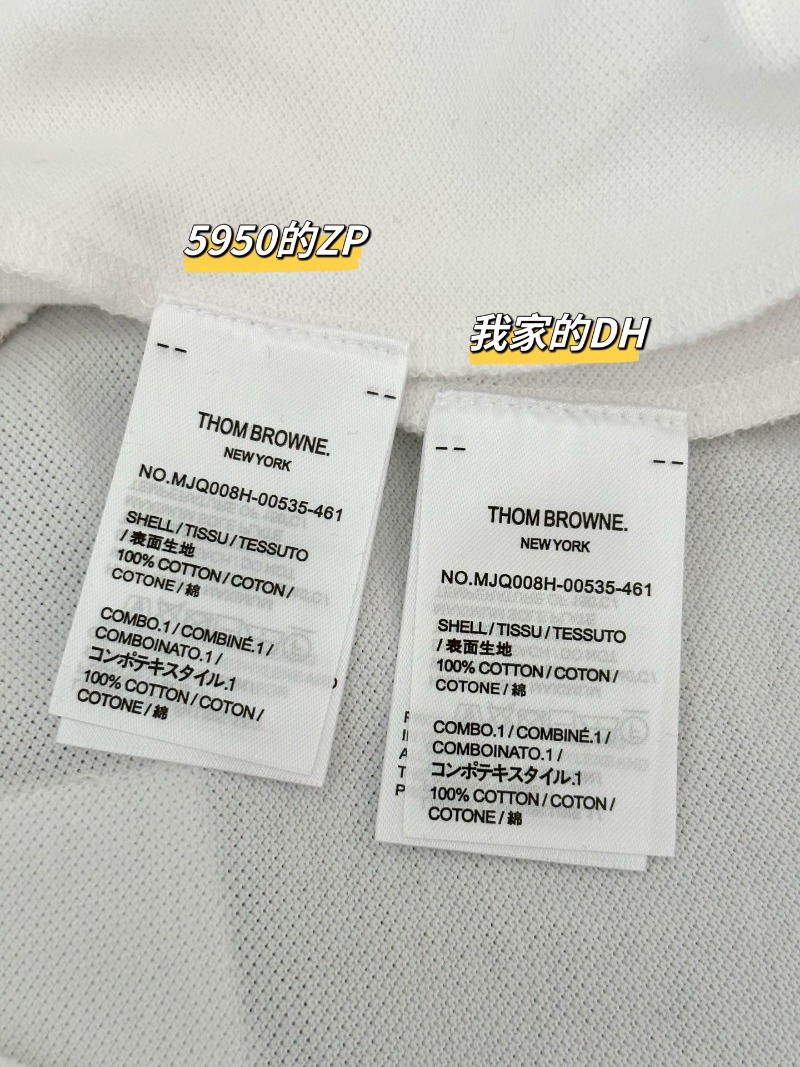 5950的ZP
我家的DH
THOM BROWNE.
NEW YORK
NO.MJQ008H-00535-461
SHELL / TISSU / TESSUTO
/ 表面生地
100% COTTON / COTON /
COTONE / 綿
COMBO.1 / COMBINÉ.1 /
COMBOINATO.1 /
コンポテキスタイル.1
100% COTTON / COTON /
COTONE / 綿
THOM BROWNE.
NEW YORK
NO.MJQ008H-00535-461
SHELL / TISSU / TESSUTO
/ 表面生地
100% COTTON / COTON /
COTONE / 綿
COMBO.1 / COMBINÉ.1 /
COMBOINATO.1 /
コンポテキスタイル.1
100% COTTON / COTON /
COTONE / 綿